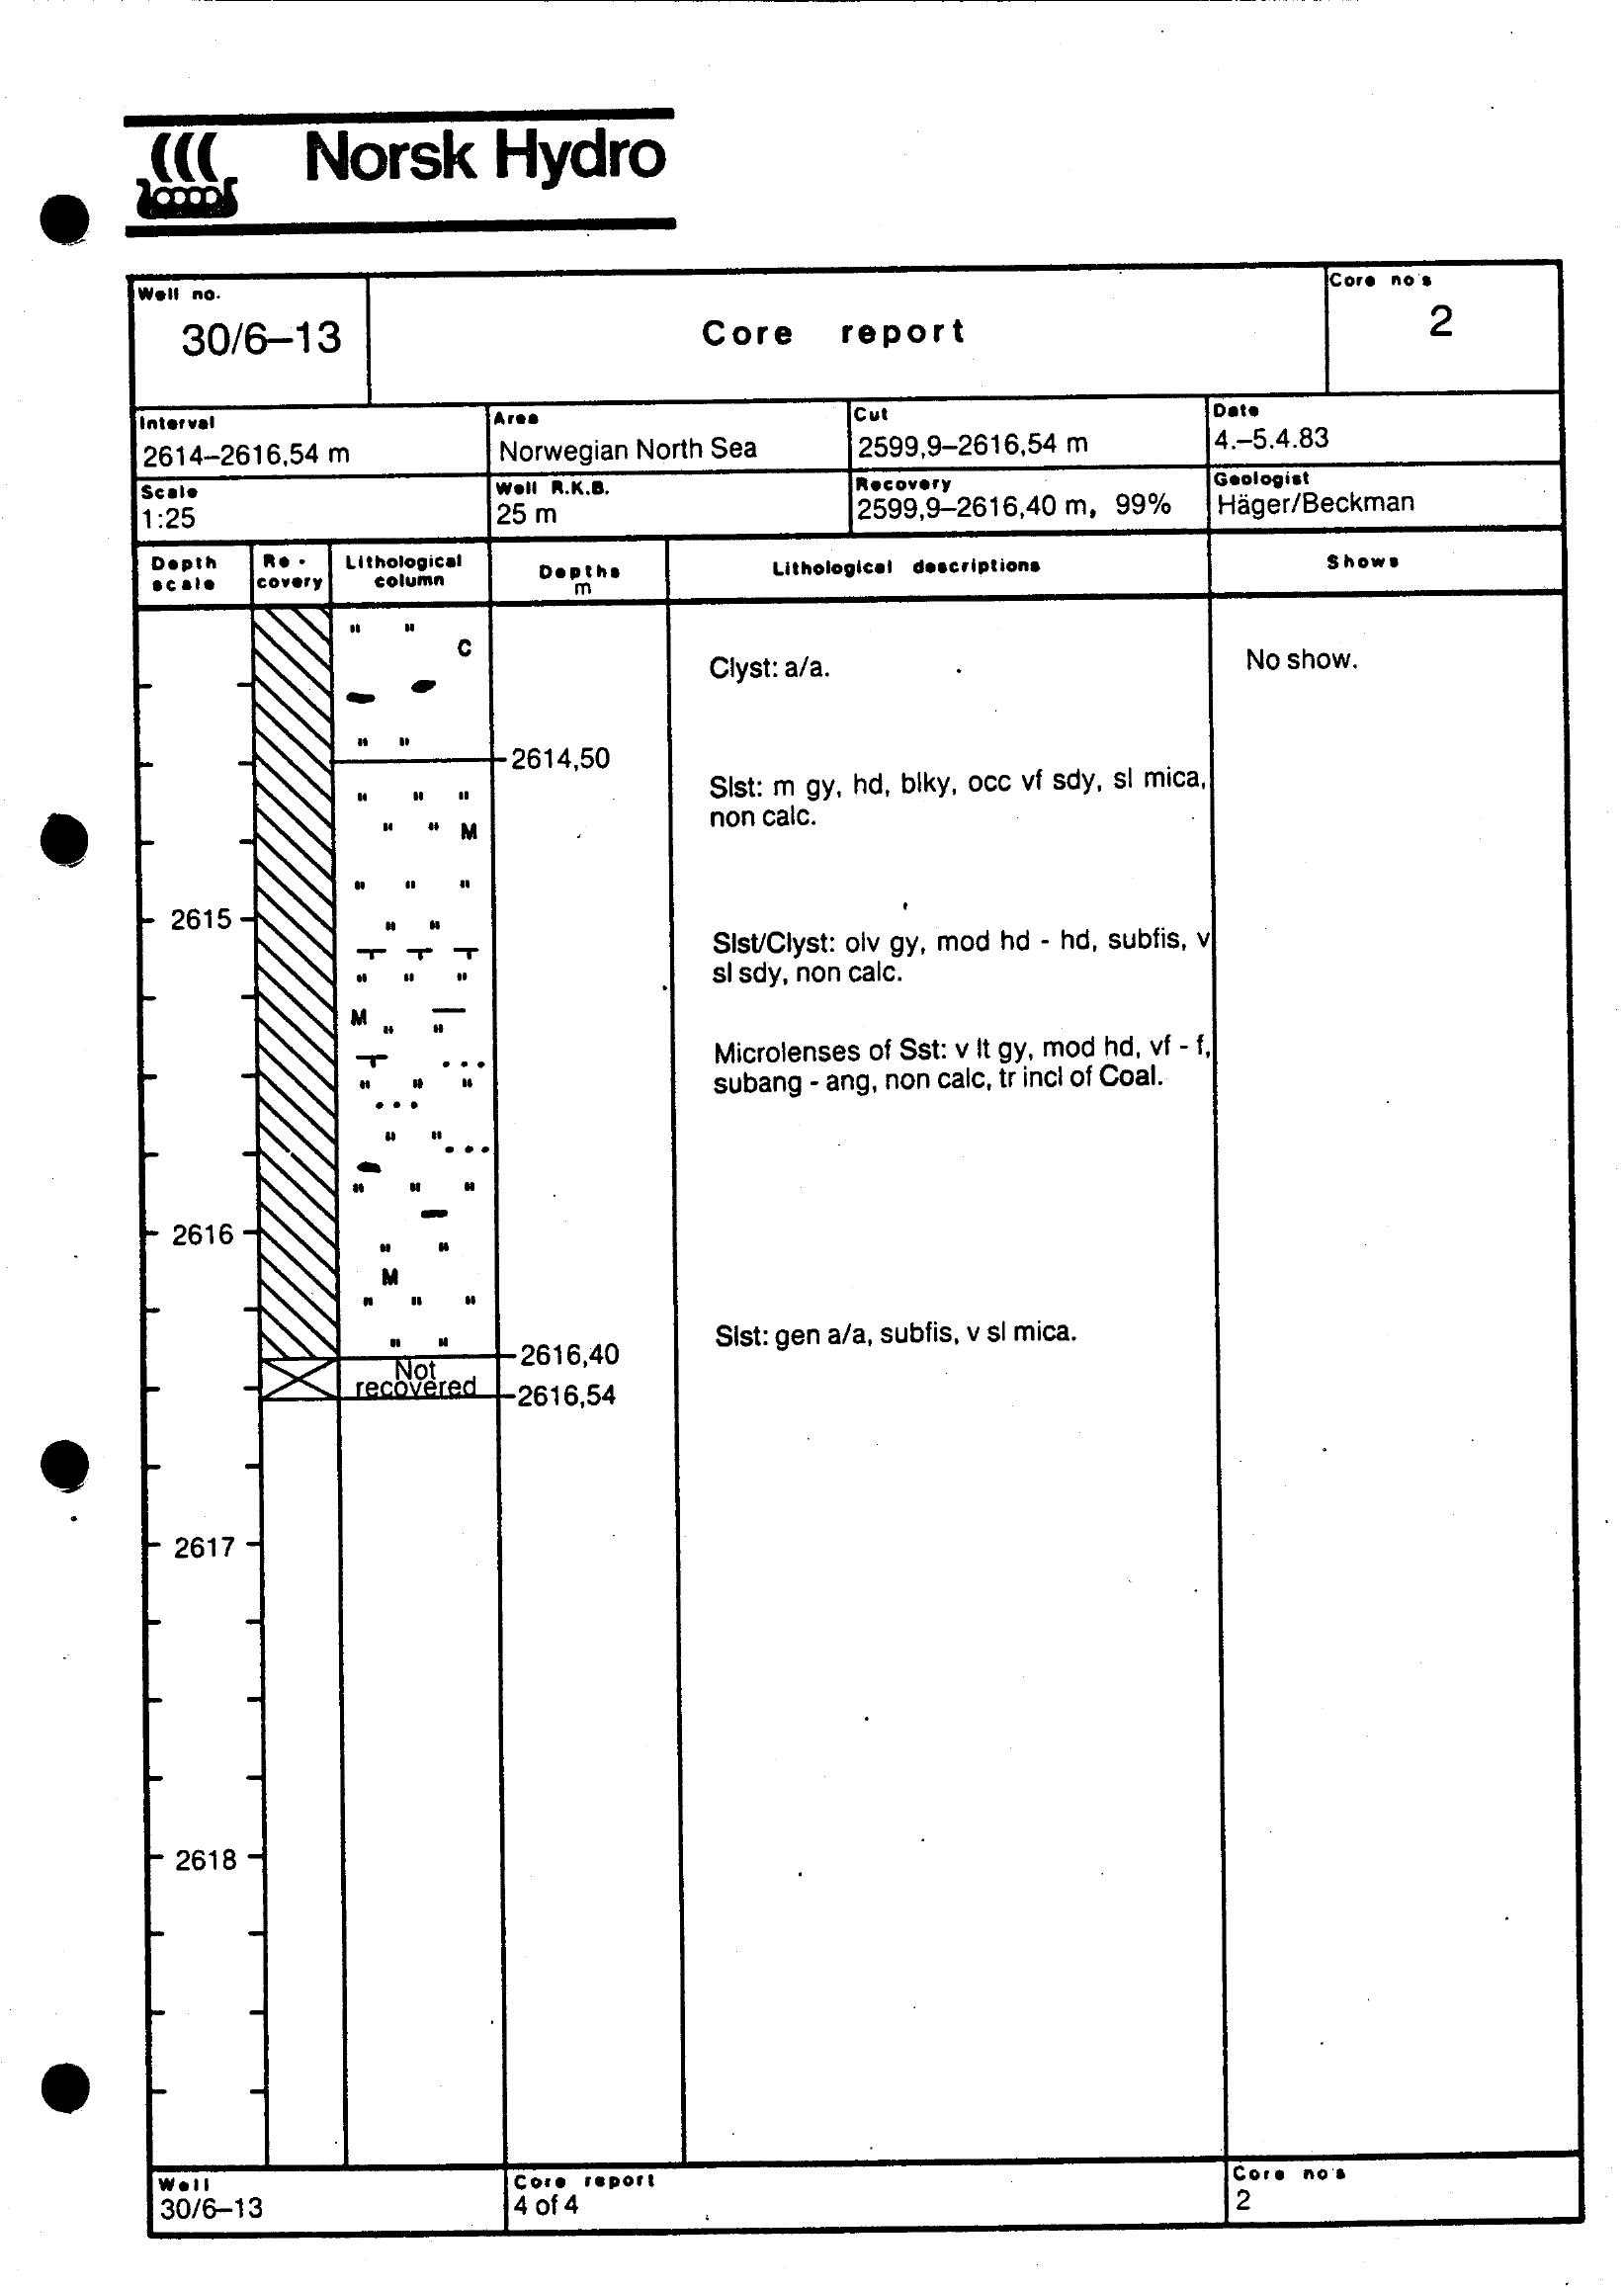 Norsk Hydro
Well no.
30/6–13
Core report
Core no's
2
Interval
2614–2616,54 m
Area
Norwegian North Sea
Cut
2599,9–2616,54 m
Date
4.–5.4.83
Scale
1:25
Well R.K.B.
25 m
Recovery
2599,9–2616,40 m, 99%
Geologist
Häger/Beckman
Depth
scale
Re-
covery
Lithological
column
Depths
m
Lithological descriptions
Shows
C
Clyst: a/a.
No show.
2614,50
Slst: m gy, hd, blky, occ vf sdy, sl mica,
non calc.
M
2615
Slst/Clyst: olv gy, mod hd - hd, subfis, v
sl sdy, non calc.
M
Microlenses of Sst: v lt gy, mod hd, vf - f,
subang - ang, non calc, tr incl of Coal.
2616
M
Slst: gen a/a, subfis, v sl mica.
2616,40
Not
recovered
2616,54
2617
2618
Well
30/6–13
Core report
4 of 4
Core no's
2